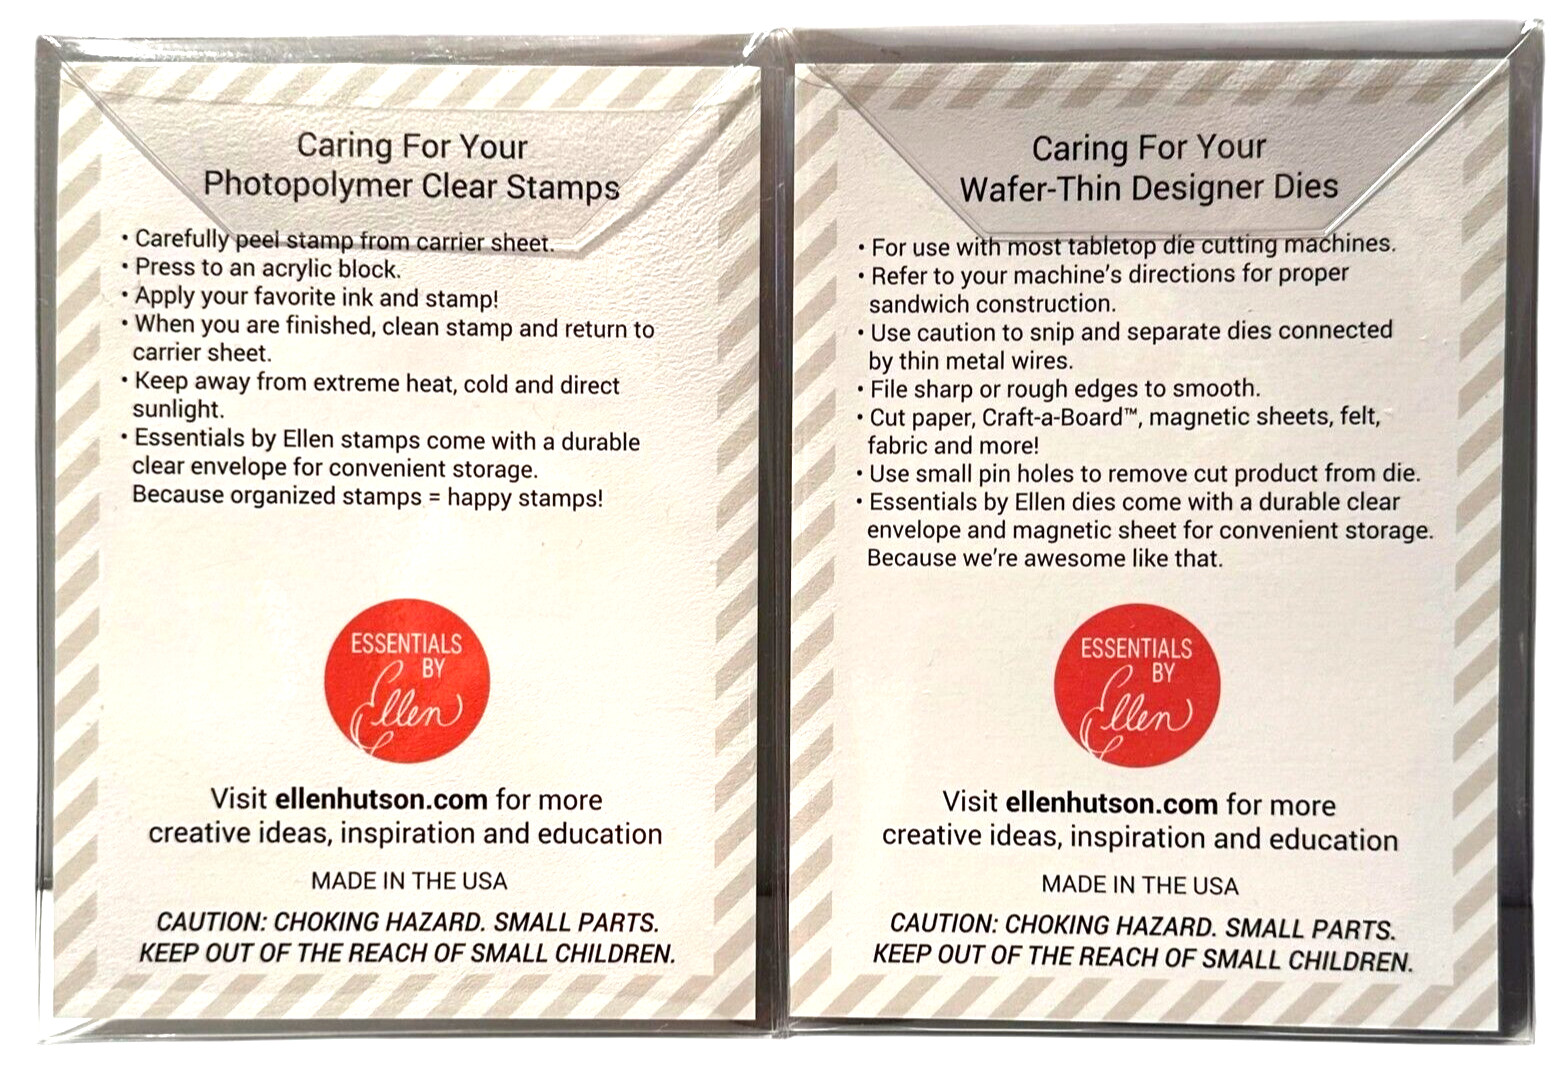 Caring For Your
Photopolymer Clear Stamps
• Carefully peel stamp from carrier sheet.
• Press to an acrylic block.
• Apply your favorite ink and stamp!
• When you are finished, clean stamp and return to
carrier sheet.
• Keep away from extreme heat, cold and direct
sunlight.
• Essentials by Ellen stamps come with a durable
clear envelope for convenient storage.
Because organized stamps = happy stamps!
ESSENTIALS
BY
Ellen
Visit ellenhutson.com for more
creative ideas, inspiration and education
MADE IN THE USA
CAUTION: CHOKING HAZARD. SMALL PARTS.
KEEP OUT OF THE REACH OF SMALL CHILDREN.
Caring For Your
Wafer-Thin Designer Dies
• For use with most tabletop die cutting machines.
• Refer to your machine's directions for proper
sandwich construction.
• Use caution to snip and separate dies connected
by thin metal wires.
• File sharp or rough edges to smooth.
• Cut paper, Craft-a-Board™, magnetic sheets, felt,
fabric and more!
• Use small pin holes to remove cut product from die.
• Essentials by Ellen dies come with a durable clear
envelope and magnetic sheet for convenient storage.
Because we're awesome like that.
ESSENTIALS
BY
Ellen
Visit ellenhutson.com for more
creative ideas, inspiration and education
MADE IN THE USA
CAUTION: CHOKING HAZARD. SMALL PARTS.
KEEP OUT OF THE REACH OF SMALL CHILDREN.